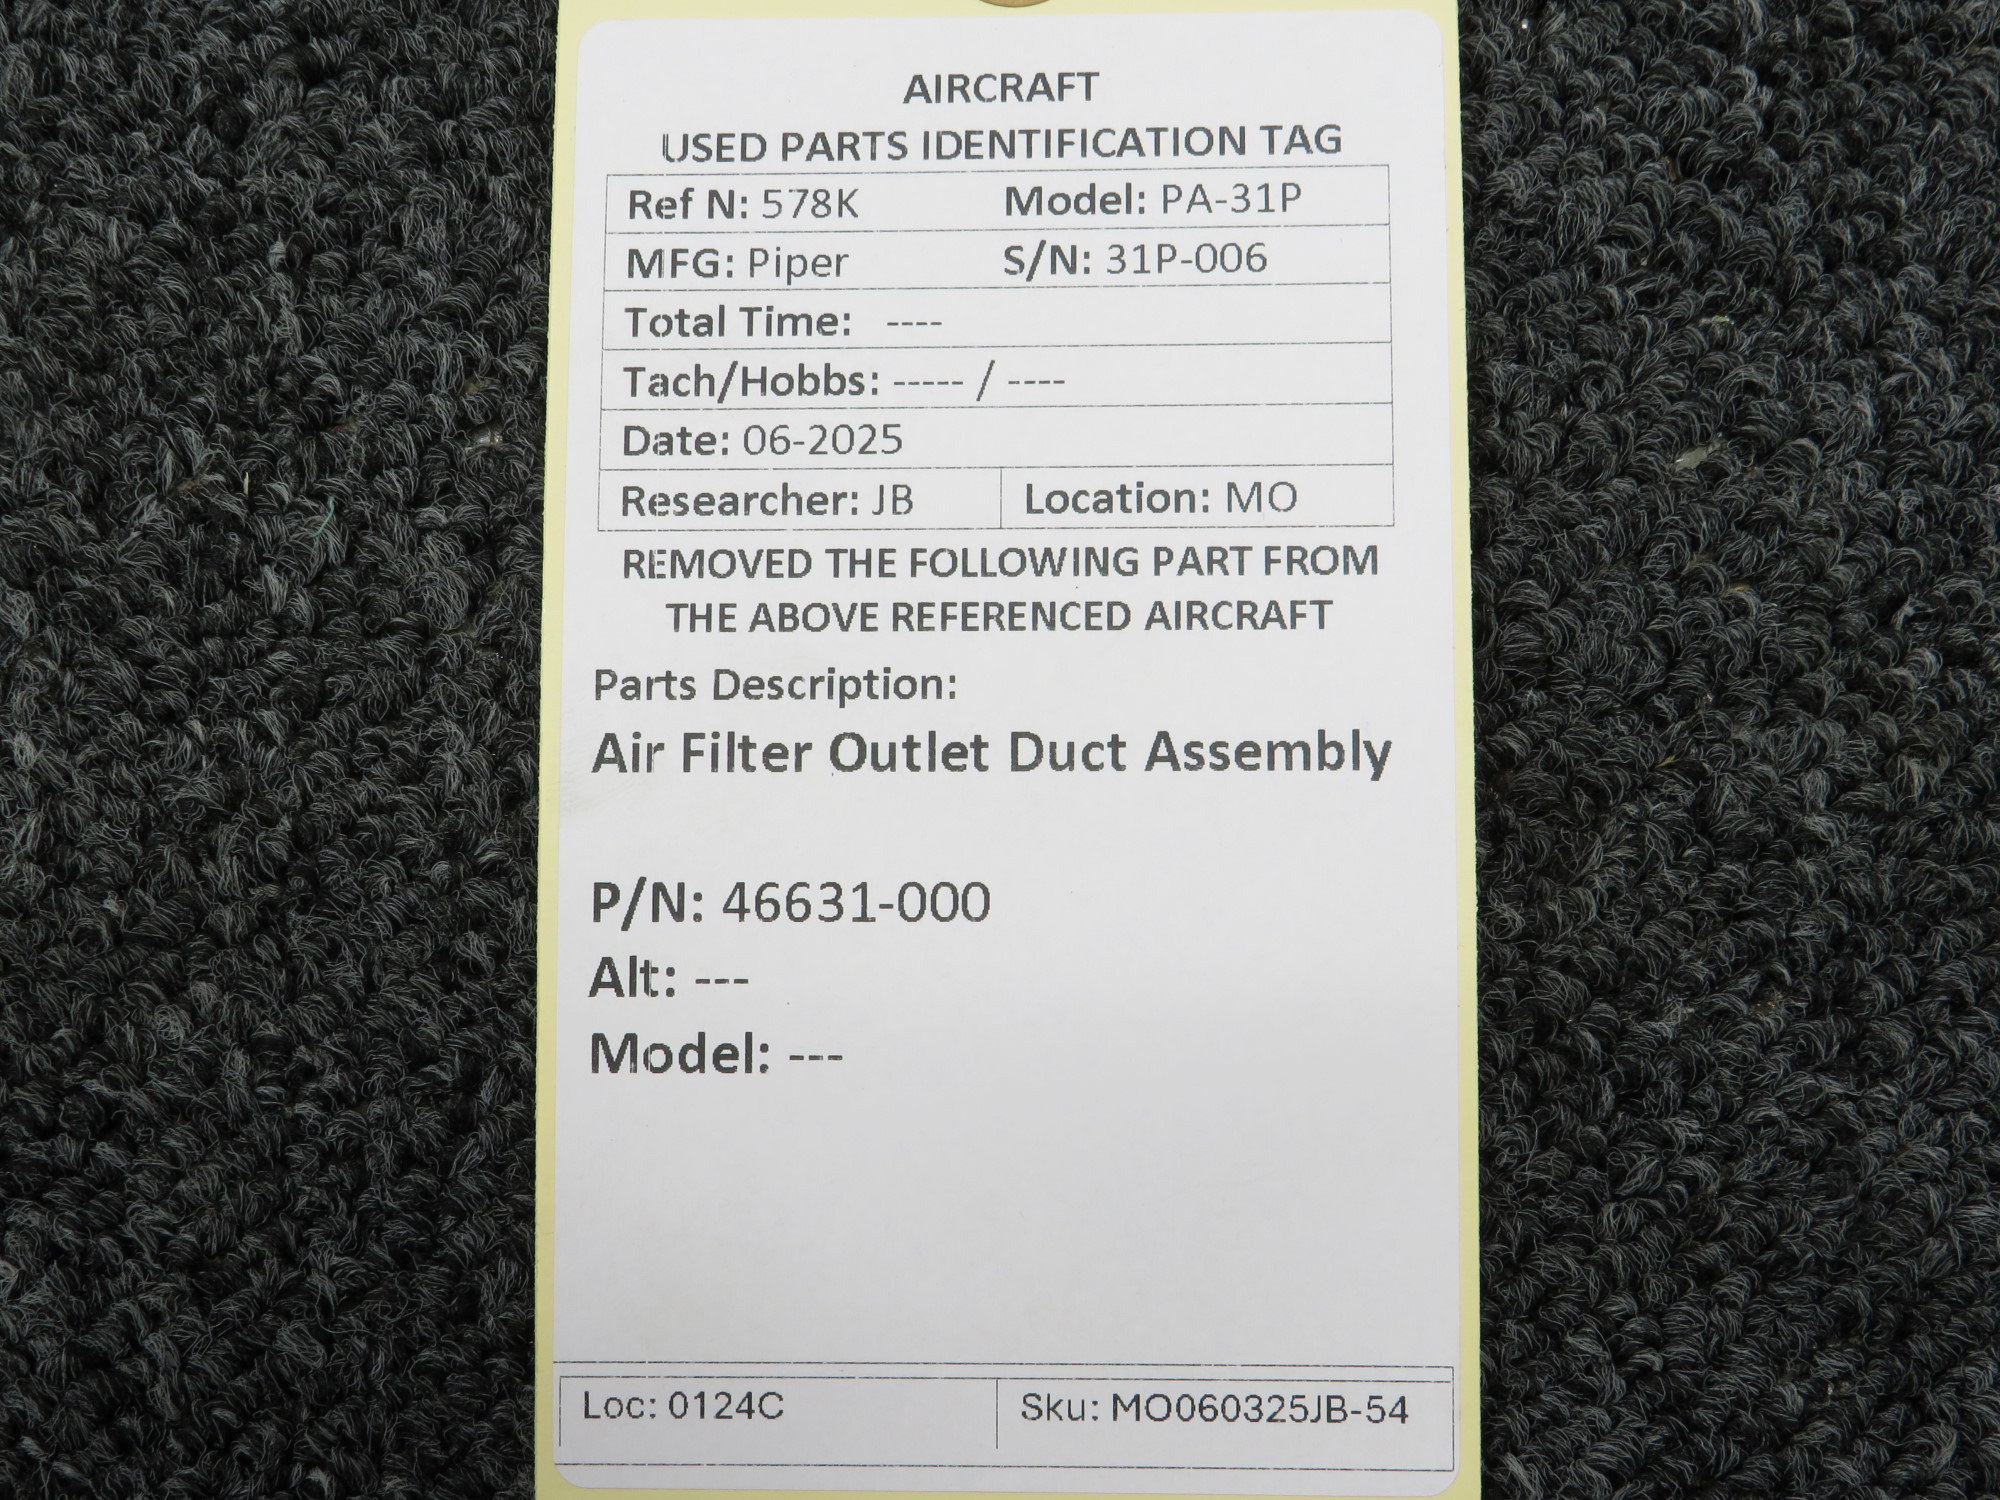 AIRCRAFT
USED PARTS IDENTIFICATION TAG
Ref N: 578K Model: PA-31P
MFG: Piper S/N: 31P-006
Total Time: ----
Tach/Hobbs: ----- / ----
Date: 06-2025
Researcher: JB Location: MO
REMOVED THE FOLLOWING PART FROM
THE ABOVE REFERENCED AIRCRAFT
Parts Description:
Air Filter Outlet Duct Assembly
P/N: 46631-000
Alt: ---
Model: ---
Loc: 0124C Sku: MO060325JB-54